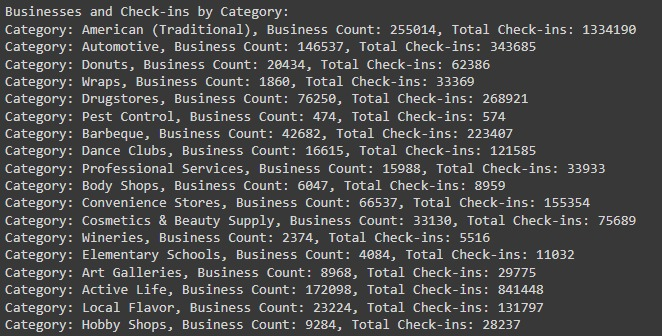 Businesses and Check-ins by Category:
Category: American (Traditional), Business Count: 255014, Total Check-ins: 1334190
Category: Automotive, Business Count: 146537, Total Check-ins: 343685
Category: Donuts, Business Count: 20434, Total Check-ins: 62386
Category: Wraps, Business Count: 1860, Total Check-ins: 33369
Category: Drugstores, Business Count: 76250, Total Check-ins: 268921
Category: Pest Control, Business Count: 474, Total Check-ins: 574
Category: Barbeque, Business Count: 42682, Total Check-ins: 223407
Category: Dance Clubs, Business Count: 16615, Total Check-ins: 121585
Category: Professional Services, Business Count: 15988, Total Check-ins: 33933
Category: Body Shops, Business Count: 6047, Total Check-ins: 8959
Category: Convenience Stores, Business Count: 66537, Total Check-ins: 155354
Category: Cosmetics & Beauty Supply, Business Count: 33130, Total Check-ins: 75689
Category: Wineries, Business Count: 2374, Total Check-ins: 5516
Category: Elementary Schools, Business Count: 4084, Total Check-ins: 11032
Category: Art Galleries, Business Count: 8968, Total Check-ins: 29775
Category: Active Life, Business Count: 172098, Total Check-ins: 841448
Category: Local Flavor, Business Count: 23224, Total Check-ins: 131797
Category: Hobby Shops, Business Count: 9284, Total Check-ins: 28237